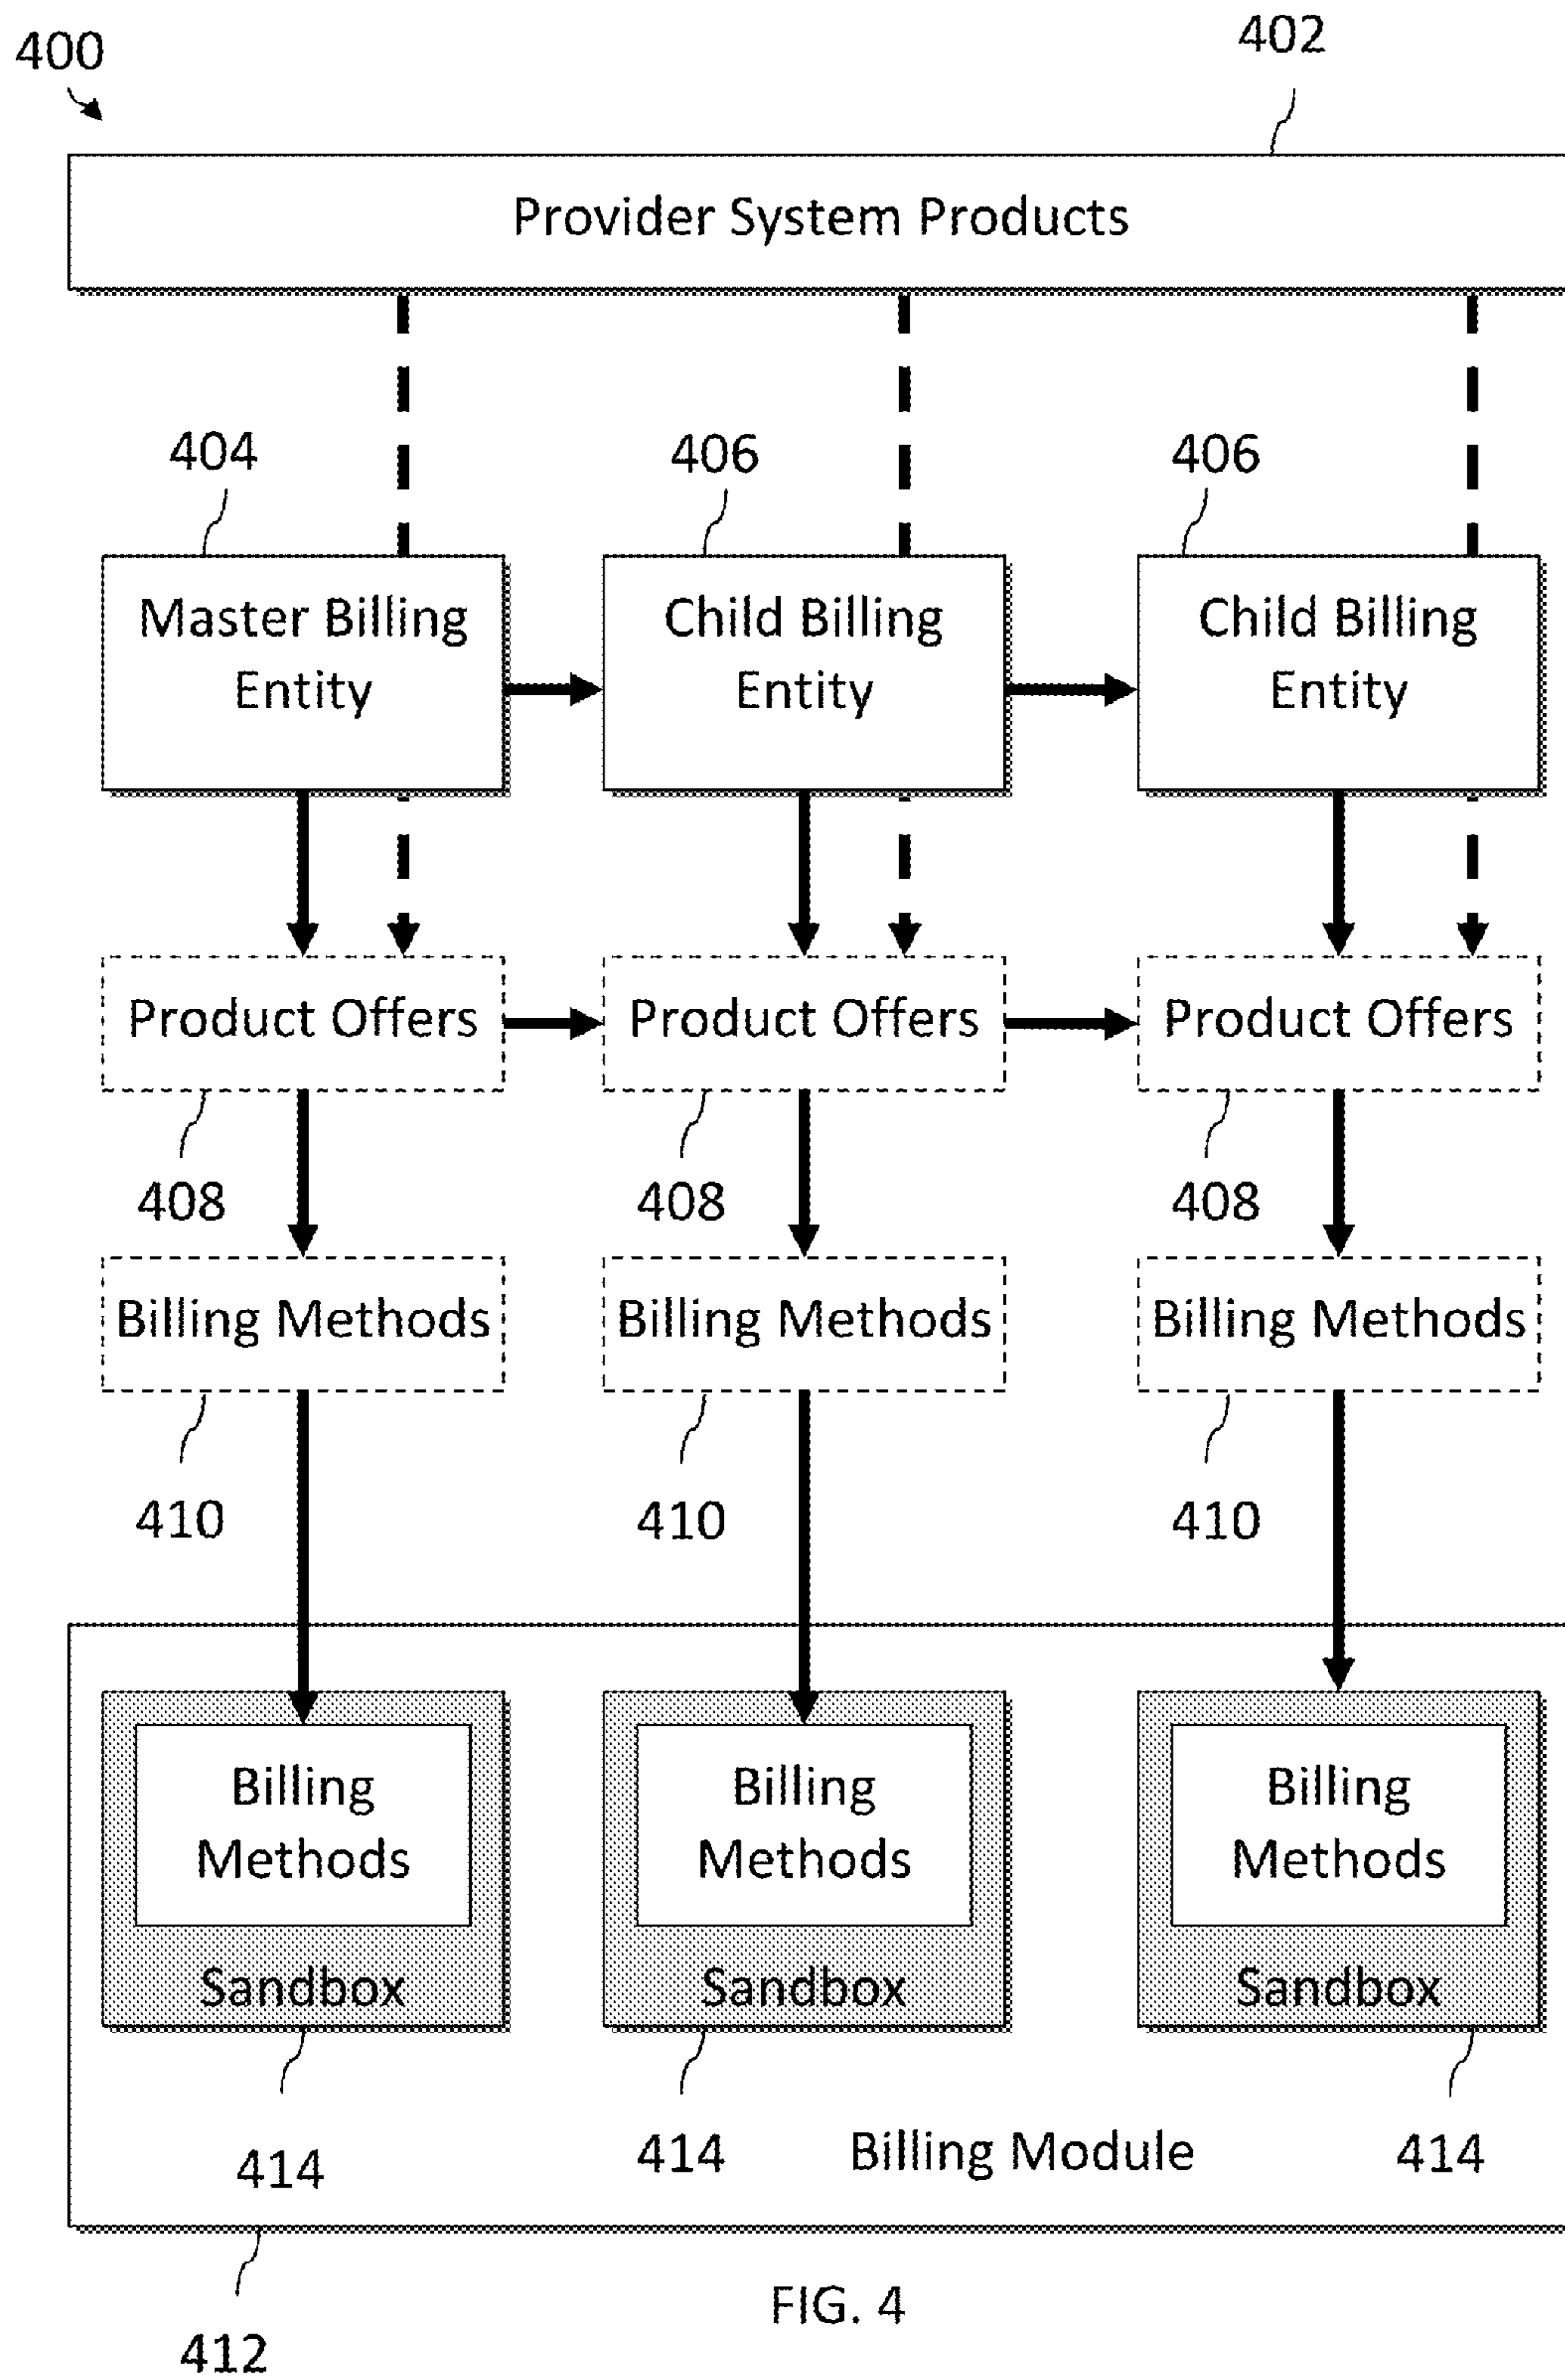 400
402
Provider System Products
404
406
406
Master Billing
Entity
Child Billing
Entity
Child Billing
Entity
Product Offers
Product Offers
Product Offers
408
408
408
Billing Methods
Billing Methods
Billing Methods
410
410
410
Billing
Methods
Sandbox
Billing
Methods
Sandbox
Billing
Methods
Sandbox
414
414
Billing Module
414
412
FIG. 4